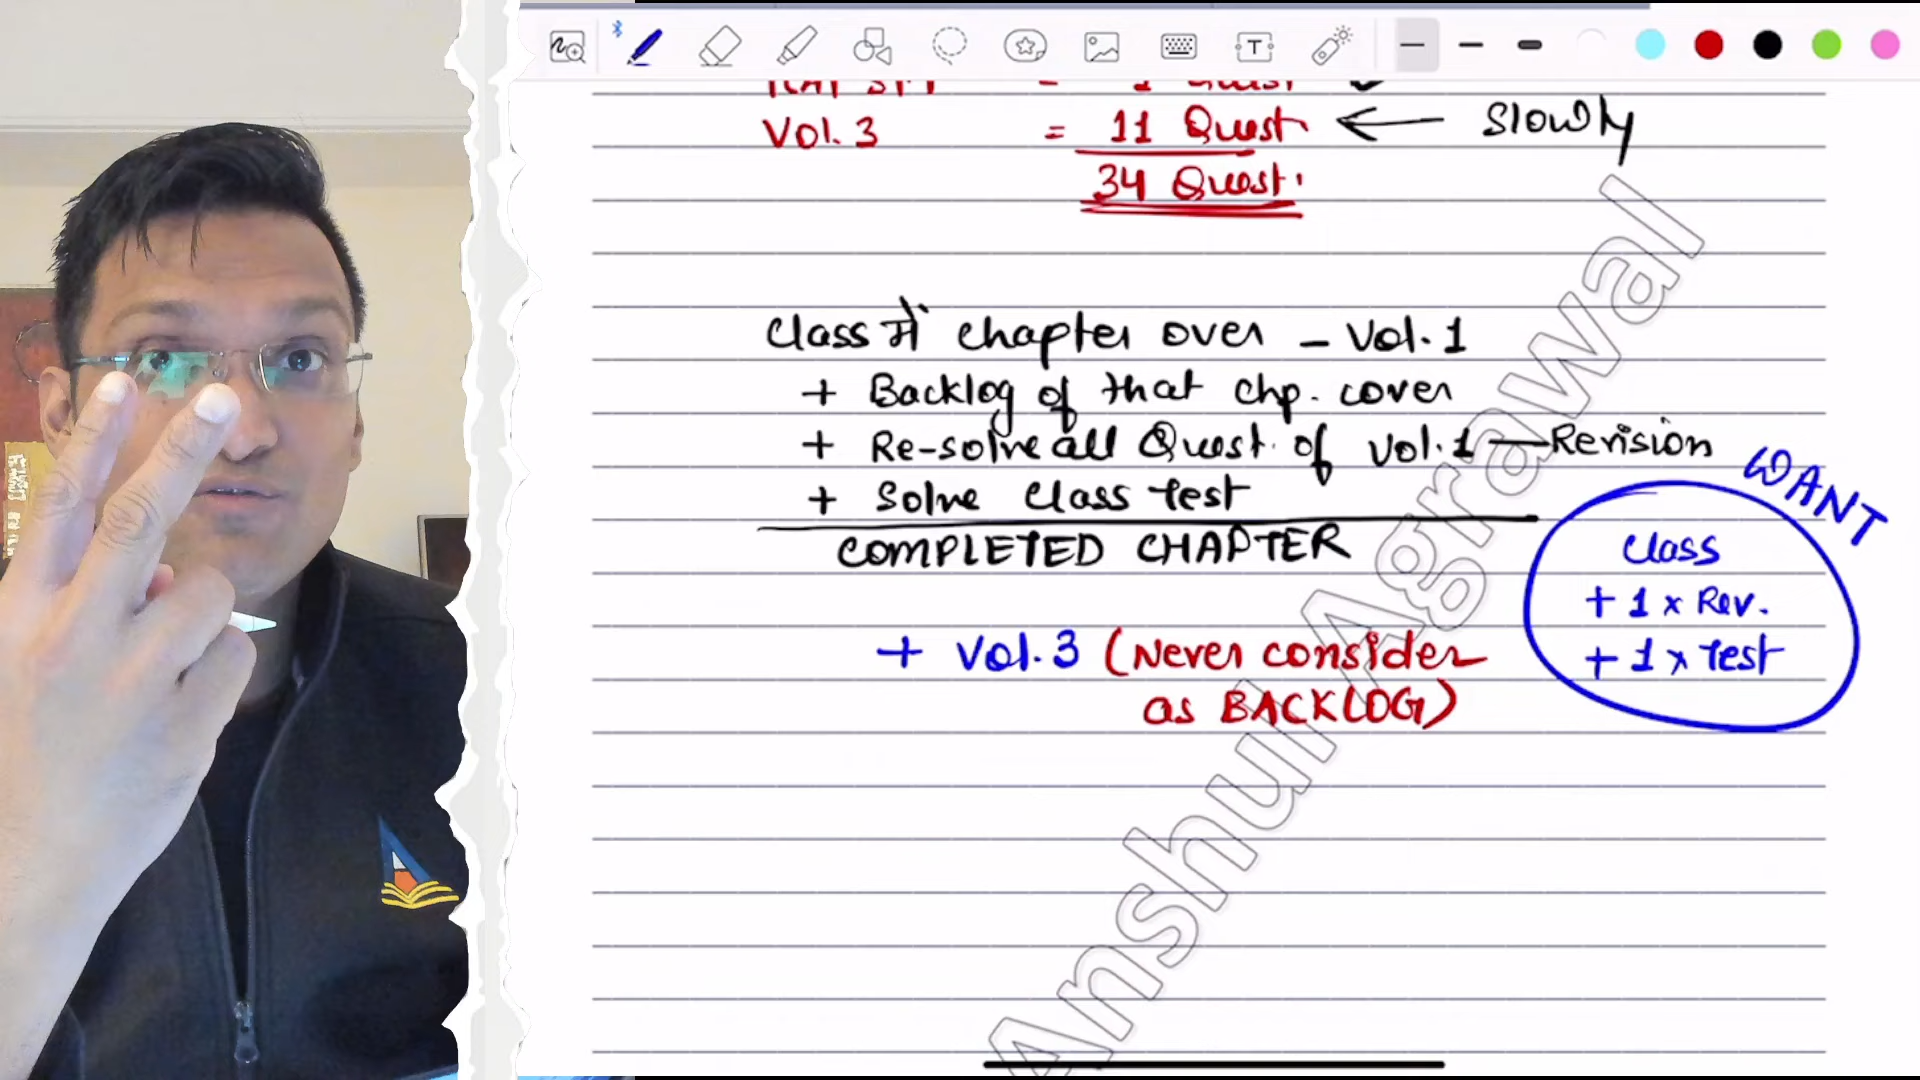 Vol. 3 = 11 Quest. ← Slowly
34 Quest.
Class में chapter over - Vol. 1
+ Backlog of that chp. cover
+ Re-solve all Quest. of Vol. 1 — Revision
+ Solve Class test
COMPLETED CHAPTER
WANT
Class
+ 1 x Rev.
+ 1 x test
+ Vol. 3 (Never consider
as BACKLOG)
Anshul Agrawal
T